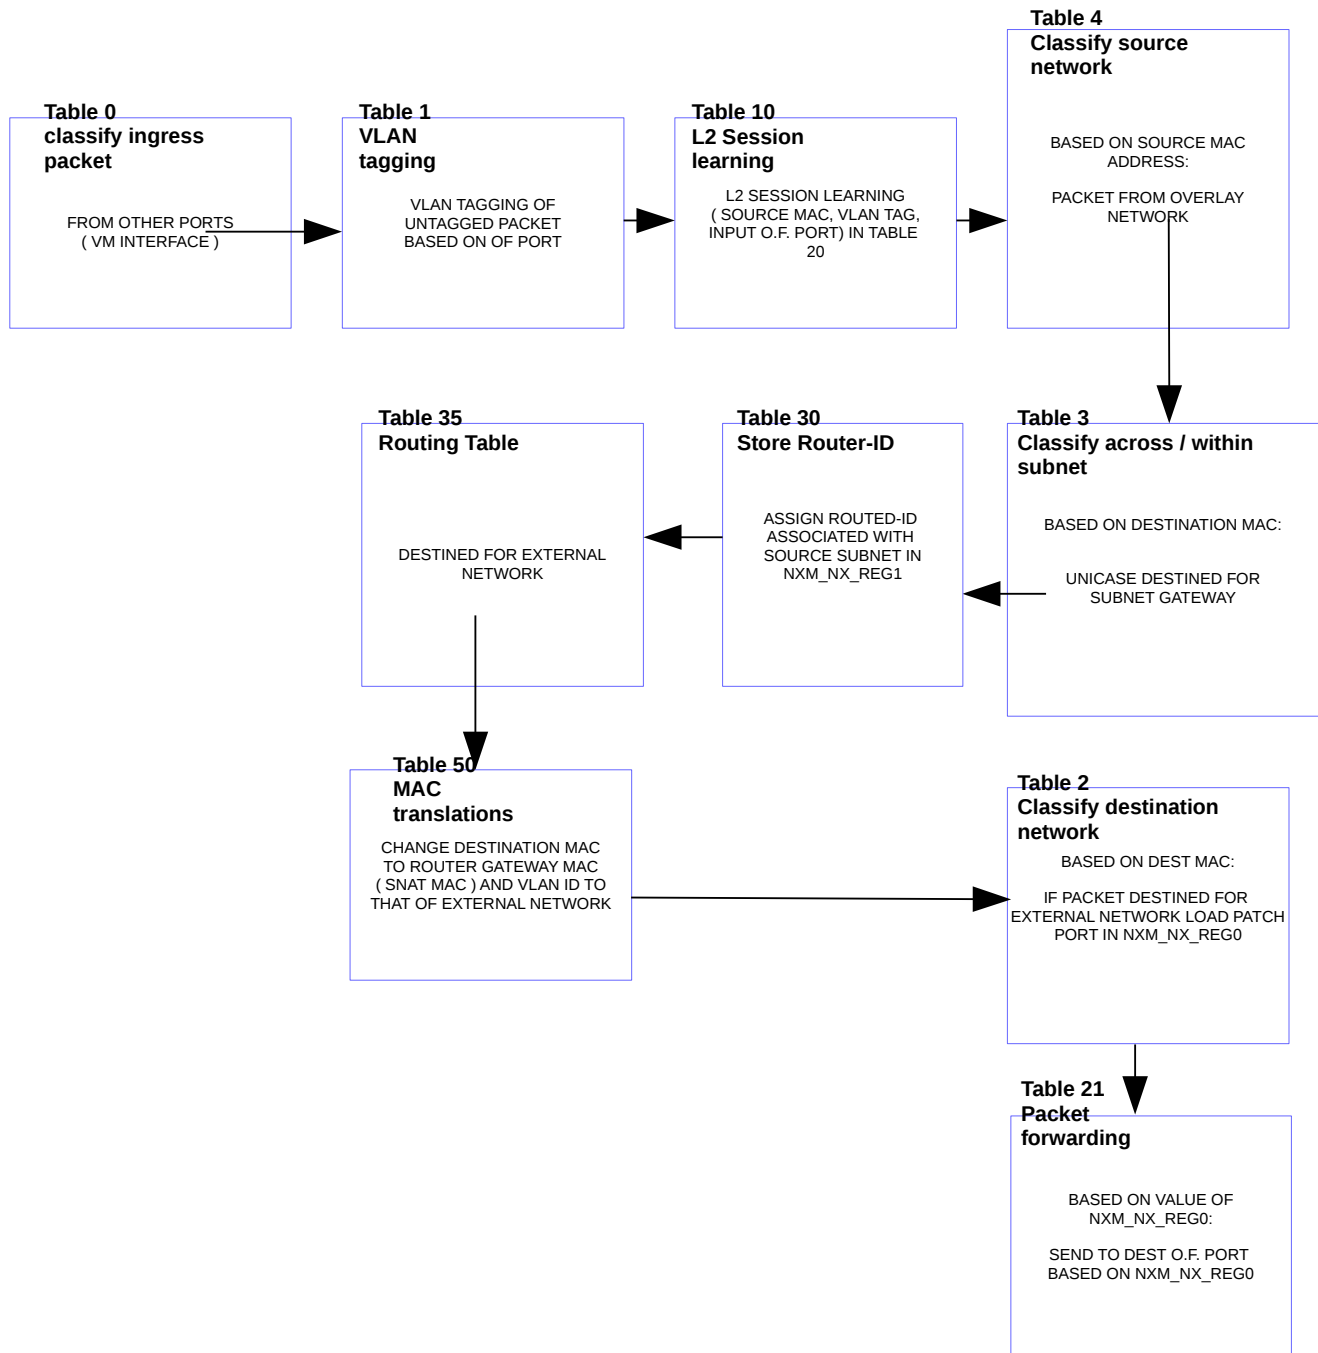 Table 0
classify ingress
packet
FROM OTHER PORTS
( VM INTERFACE )
Table 1
VLAN
tagging
VLAN TAGGING OF
UNTAGGED PACKET
BASED ON OF PORT
Table 10
L2 Session
learning
L2 SESSION LEARNING
( SOURCE MAC, VLAN TAG,
INPUT O.F. PORT) IN TABLE
20
Table 4
Classify source
network
BASED ON SOURCE MAC
ADDRESS:
PACKET FROM OVERLAY
NETWORK
Table 3
Classify across / within
subnet
BASED ON DESTINATION MAC:
UNICASE DESTINED FOR
SUBNET GATEWAY
Table 30
Store Router-ID
ASSIGN ROUTED-ID
ASSOCIATED WITH
SOURCE SUBNET IN
NXM_NX_REG1
Table 35
Routing Table
DESTINED FOR EXTERNAL
NETWORK
Table 50
MAC
translations
CHANGE DESTINATION MAC
TO ROUTER GATEWAY MAC
( SNAT MAC ) AND VLAN ID TO
THAT OF EXTERNAL NETWORK
Table 2
Classify destination
network
BASED ON DEST MAC:
IF PACKET DESTINED FOR
EXTERNAL NETWORK LOAD PATCH
PORT IN NXM_NX_REG0
Table 21
Packet
forwarding
BASED ON VALUE OF
NXM_NX_REG0:
SEND TO DEST O.F. PORT
BASED ON NXM_NX_REG0